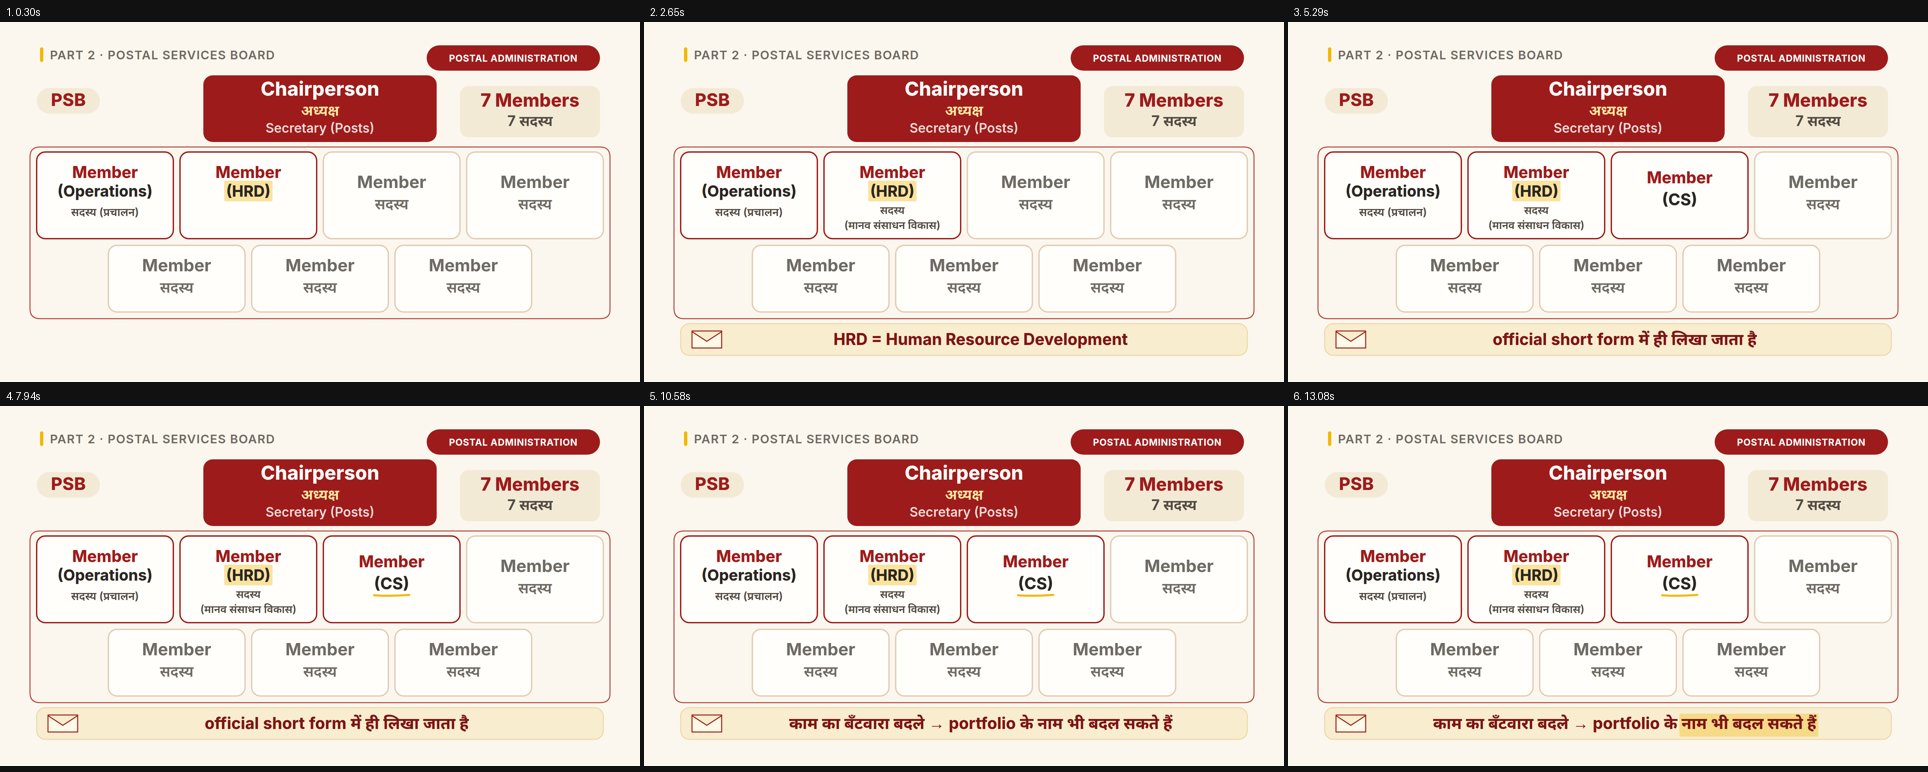 1. 0.30s
PART 2 · POSTAL SERVICES BOARD
POSTAL ADMINISTRATION
PSB
Chairperson
अध्यक्ष
Secretary (Posts)
7 Members
7 सदस्य
Member
(Operations)
सदस्य (प्रचालन)
Member
(HRD)
Member
सदस्य
Member
सदस्य
Member
सदस्य
Member
सदस्य
Member
सदस्य
2. 2.65s
PART 2 · POSTAL SERVICES BOARD
POSTAL ADMINISTRATION
PSB
Chairperson
अध्यक्ष
Secretary (Posts)
7 Members
7 सदस्य
Member
(Operations)
सदस्य (प्रचालन)
Member
(HRD)
सदस्य
(मानव संसाधन विकास)
Member
सदस्य
Member
सदस्य
Member
सदस्य
Member
सदस्य
Member
सदस्य
HRD = Human Resource Development
3. 5.29s
PART 2 · POSTAL SERVICES BOARD
POSTAL ADMINISTRATION
PSB
Chairperson
अध्यक्ष
Secretary (Posts)
7 Members
7 सदस्य
Member
(Operations)
सदस्य (प्रचालन)
Member
(HRD)
सदस्य
(मानव संसाधन विकास)
Member
(CS)
Member
सदस्य
Member
सदस्य
Member
सदस्य
Member
सदस्य
official short form में ही लिखा जाता है
4. 7.94s
PART 2 · POSTAL SERVICES BOARD
POSTAL ADMINISTRATION
PSB
Chairperson
अध्यक्ष
Secretary (Posts)
7 Members
7 सदस्य
Member
(Operations)
सदस्य (प्रचालन)
Member
(HRD)
सदस्य
(मानव संसाधन विकास)
Member
(CS)
Member
सदस्य
Member
सदस्य
Member
सदस्य
Member
सदस्य
official short form में ही लिखा जाता है
5. 10.58s
PART 2 · POSTAL SERVICES BOARD
POSTAL ADMINISTRATION
PSB
Chairperson
अध्यक्ष
Secretary (Posts)
7 Members
7 सदस्य
Member
(Operations)
सदस्य (प्रचालन)
Member
(HRD)
सदस्य
(मानव संसाधन विकास)
Member
(CS)
Member
सदस्य
Member
सदस्य
Member
सदस्य
Member
सदस्य
काम का बँटवारा बदले → portfolio के नाम भी बदल सकते हैं
6. 13.08s
PART 2 · POSTAL SERVICES BOARD
POSTAL ADMINISTRATION
PSB
Chairperson
अध्यक्ष
Secretary (Posts)
7 Members
7 सदस्य
Member
(Operations)
सदस्य (प्रचालन)
Member
(HRD)
सदस्य
(मानव संसाधन विकास)
Member
(CS)
Member
सदस्य
Member
सदस्य
Member
सदस्य
Member
सदस्य
काम का बँटवारा बदले → portfolio के नाम भी बदल सकते हैं